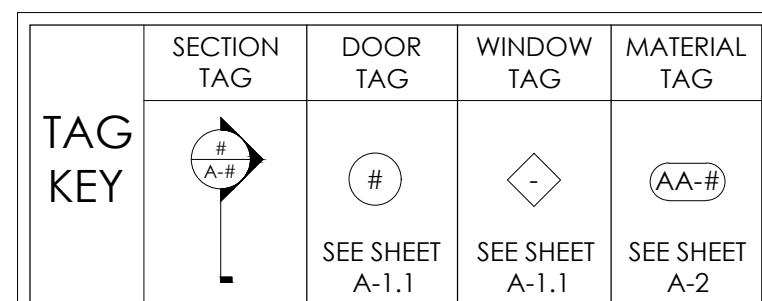 TAG
KEY
SECTION
TAG
#
A-#
DOOR
TAG
#
SEE SHEET
A-1.1
WINDOW
TAG
-
SEE SHEET
A-1.1
MATERIAL
TAG
AA-#
SEE SHEET
A-2